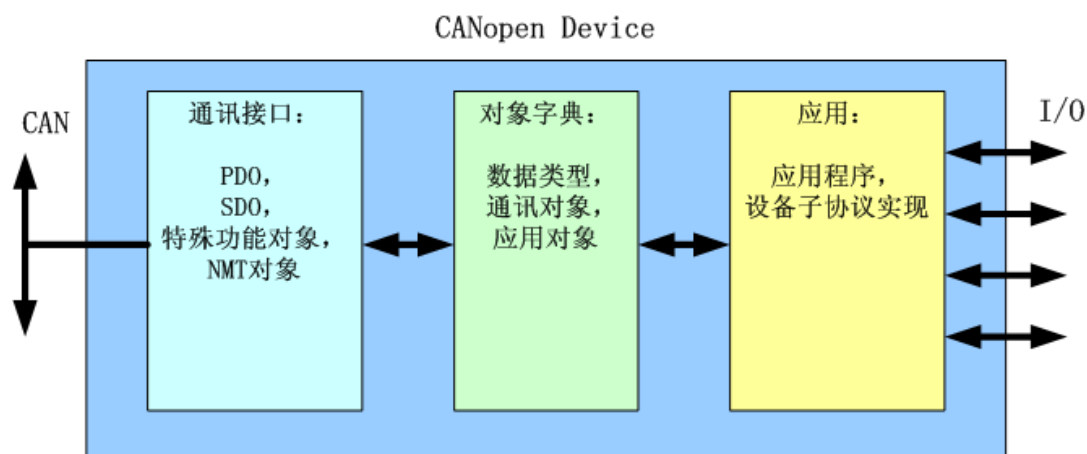 CANopen Device
CAN
通讯接口：
PDO，
SDO，
特殊功能对象，
NMT对象
对象字典：
数据类型，
通讯对象，
应用对象
应用：
应用程序，
设备子协议实现
I/O